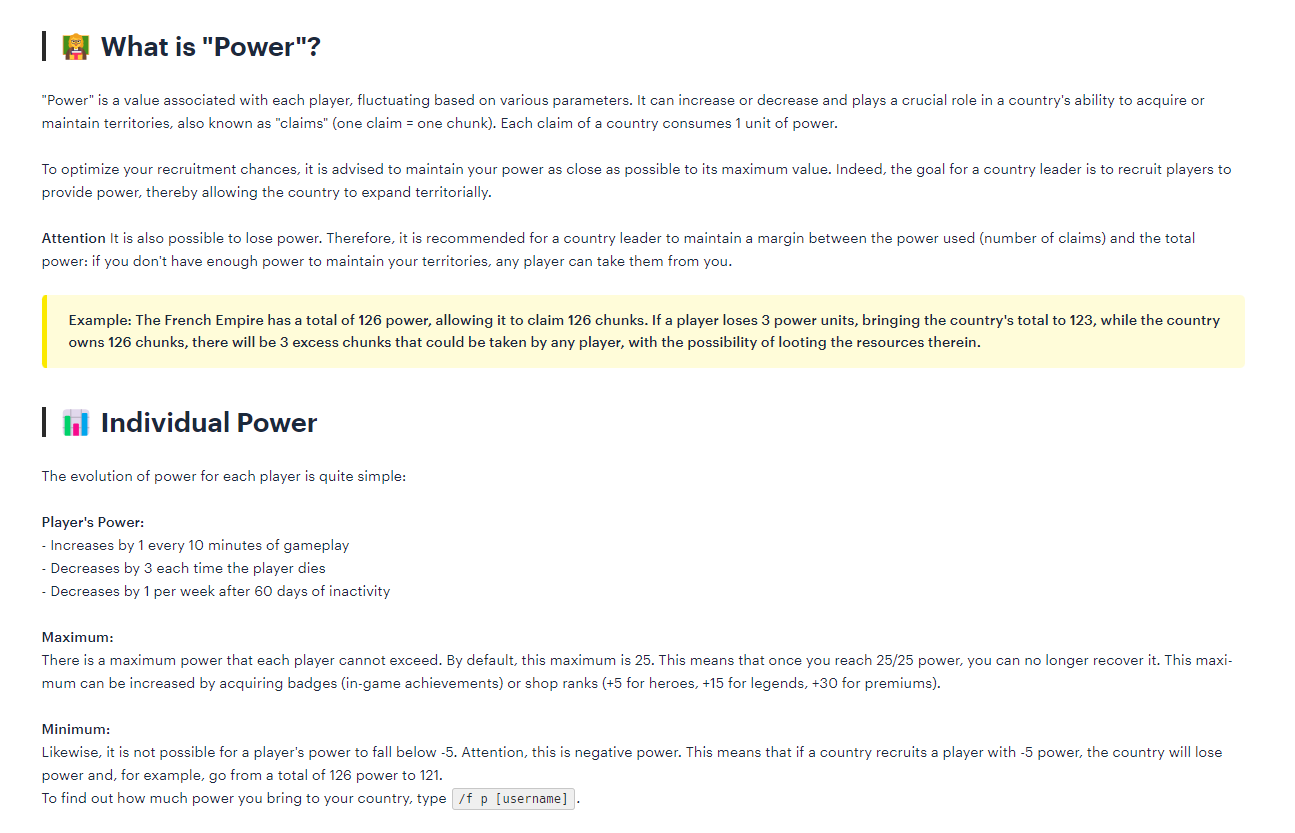 What is "Power"?
"Power" is a value associated with each player, fluctuating based on various parameters. It can increase or decrease and plays a crucial role in a country's ability to acquire or
maintain territories, also known as "claims" (one claim = one chunk). Each claim of a country consumes 1 unit of power.
To optimize your recruitment chances, it is advised to maintain your power as close as possible to its maximum value. Indeed, the goal for a country leader is to recruit players to
provide power, thereby allowing the country to expand territorially.
Attention It is also possible to lose power. Therefore, it is recommended for a country leader to maintain a margin between the power used (number of claims) and the total
power: if you don't have enough power to maintain your territories, any player can take them from you.
Example: The French Empire has a total of 126 power, allowing it to claim 126 chunks. If a player loses 3 power units, bringing the country's total to 123, while the country
owns 126 chunks, there will be 3 excess chunks that could be taken by any player, with the possibility of looting the resources therein.
Individual Power
The evolution of power for each player is quite simple:
Player's Power:
- Increases by 1 every 10 minutes of gameplay
- Decreases by 3 each time the player dies
- Decreases by 1 per week after 60 days of inactivity
Maximum:
There is a maximum power that each player cannot exceed. By default, this maximum is 25. This means that once you reach 25/25 power, you can no longer recover it. This maxi-
mum can be increased by acquiring badges (in-game achievements) or shop ranks (+5 for heroes, +15 for legends, +30 for premiums).
Minimum:
Likewise, it is not possible for a player's power to fall below -5. Attention, this is negative power. This means that if a country recruits a player with -5 power, the country will lose
power and, for example, go from a total of 126 power to 121.
To find out how much power you bring to your country, type /f p [username] .